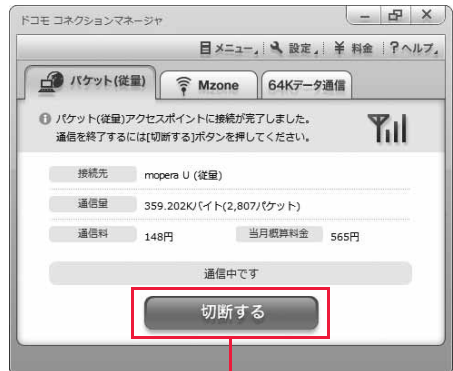 ドコモ コネクションマネージャ
メニュー 設定 ¥ 料金 ? ヘルプ
パケット(従量) Mzone 64Kデータ通信
パケット(従量)アクセスポイントに接続が完了しました。
通信を終了するには[切断する]ボタンを押してください。
接続先 mopera U (従量)
通信量 359.202Kバイト(2,807パケット)
通信料 148円 当月概算料金 565円
通信中です
切断する